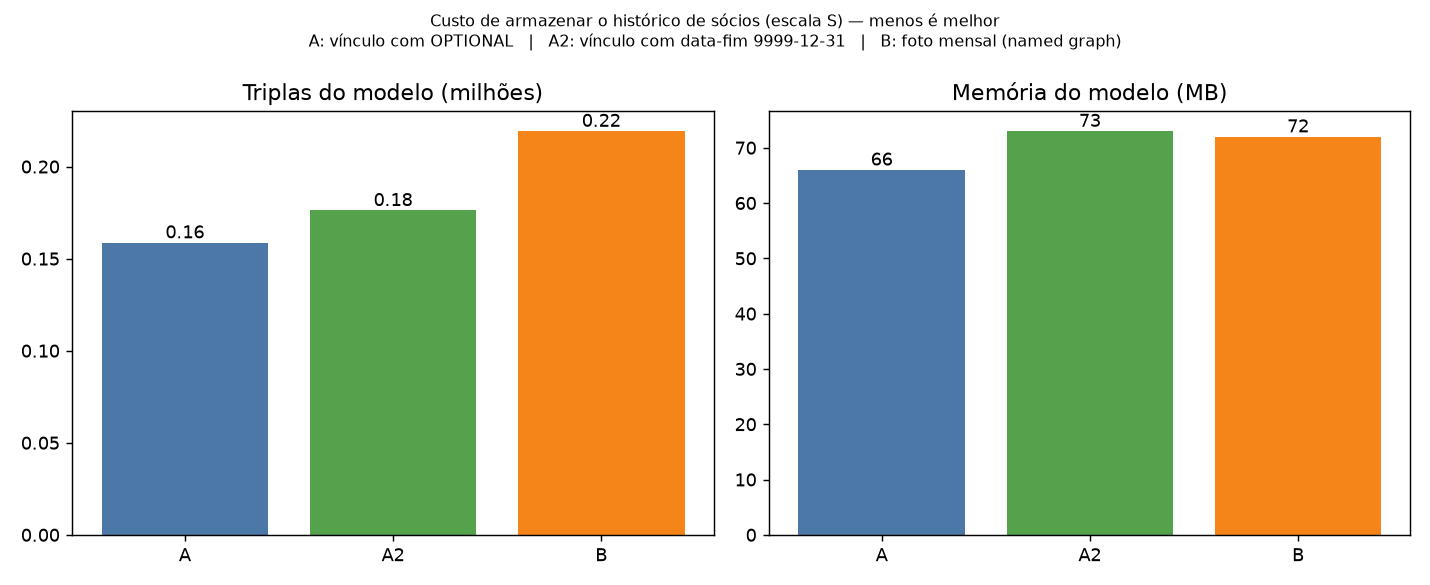 Custo de armazenar o histórico de sócios (escala S) — menos é melhor
A: vínculo com OPTIONAL | A2: vínculo com data-fim 9999-12-31 | B: foto mensal (named graph)
Triplas do modelo (milhões)
0.20
0.15
0.10
0.05
0.00
0.16
0.18
0.22
A
A2
B
Memória do modelo (MB)
70
60
50
40
30
20
10
0
66
73
72
A
A2
B